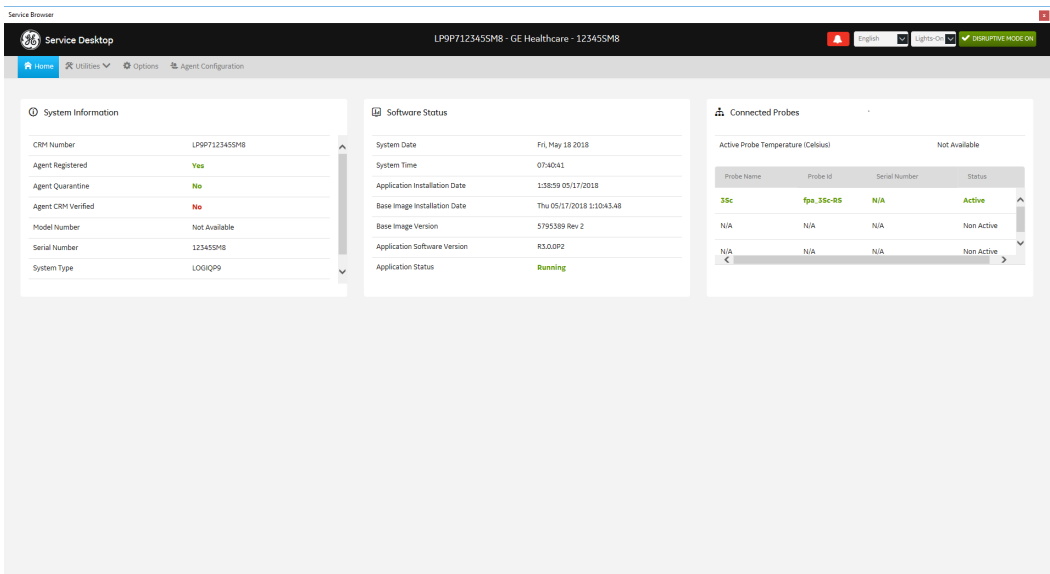 Service Browser
x
Service Desktop
LP9P712345SM8 - GE Healthcare - 12345SM8
English
Lights-On
DISRUPTIVE MODE ON
Home
Utilities
Options
Agent Configuration
System Information
CRM Number LP9P712345SM8
Agent Registered Yes
Agent Quarantine No
Agent CRM Verified No
Model Number Not Available
Serial Number 12345SM8
System Type LOGIQP9
Software Status
System Date Fri, May 18 2018
System Time 07:40:41
Application Installation Date 1:38:59 05/17/2018
Base Image Installation Date Thu 05/17/2018 1:10:43.48
Base Image Version 5795389 Rev 2
Application Software Version R3.0.0P2
Application Status Running
Connected Probes
Active Probe Temperature (Celsius) Not Available
Probe Name Probe Id Serial Number Status
3Sc fpa_3Sc-RS N/A Active
N/A N/A N/A Non Active
N/A N/A N/A Non Active